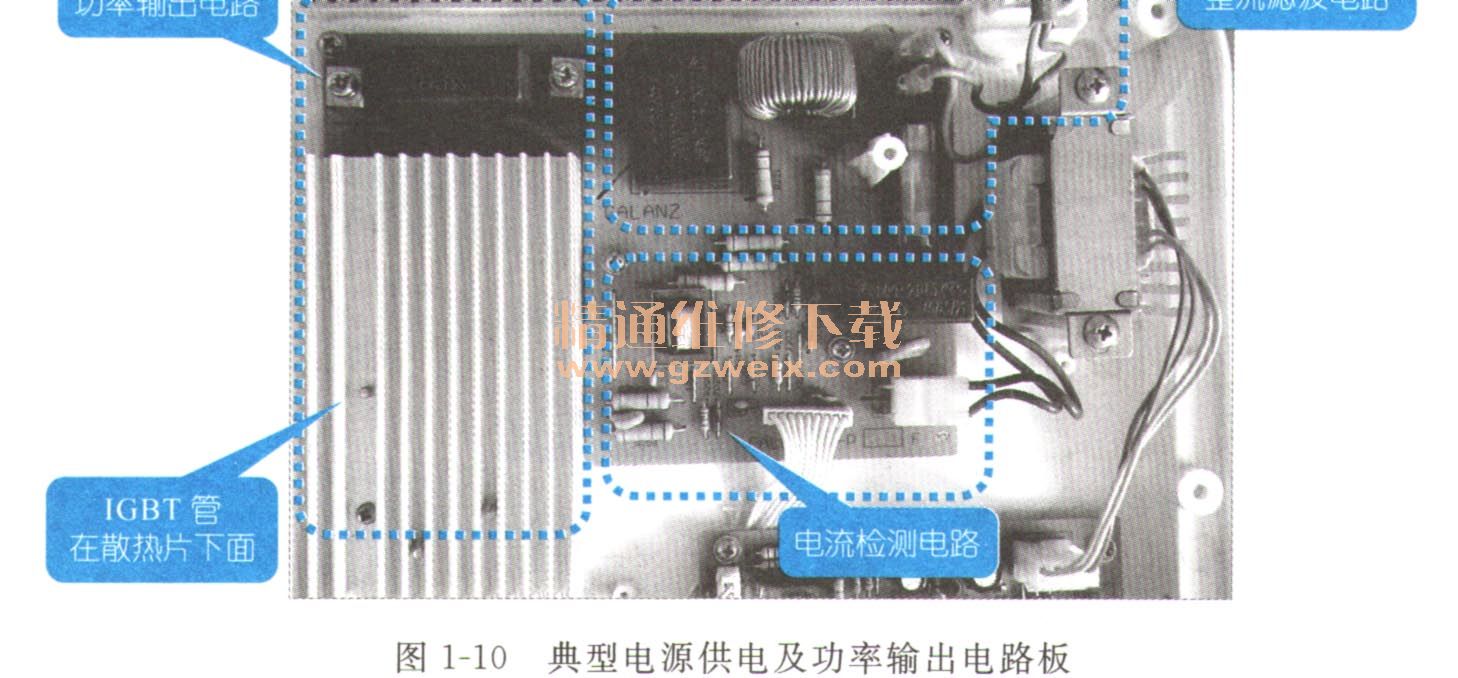 功率输出电路
整流滤波电路
GALANZ
精通维修下载
www.gzweix.com
IGBT 管
在散热片下面
电流检测电路
图 1-10 典型电源供电及功率输出电路板